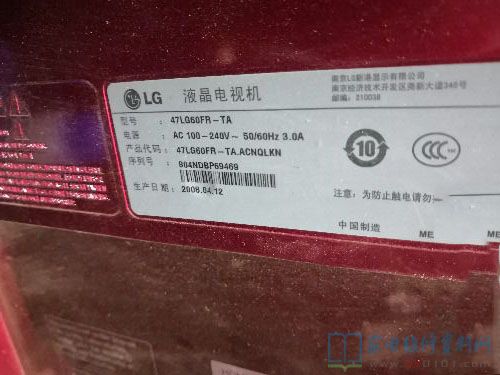 LG 液晶电视机
南京LG新港显示有限公司
南京经济技术开发区尧新大道346号
邮编: 210038
型号: 47LG60FR-TA
电源: AC 100-240V~ 50/60Hz 3.0A
产品代码: 47LG60FR-TA.ACNQLKN
序列号: 804NDBP69469
生产日期: 2008.04.12
10
CCC
注意: 为防止触电请勿
中国制造 ME ME